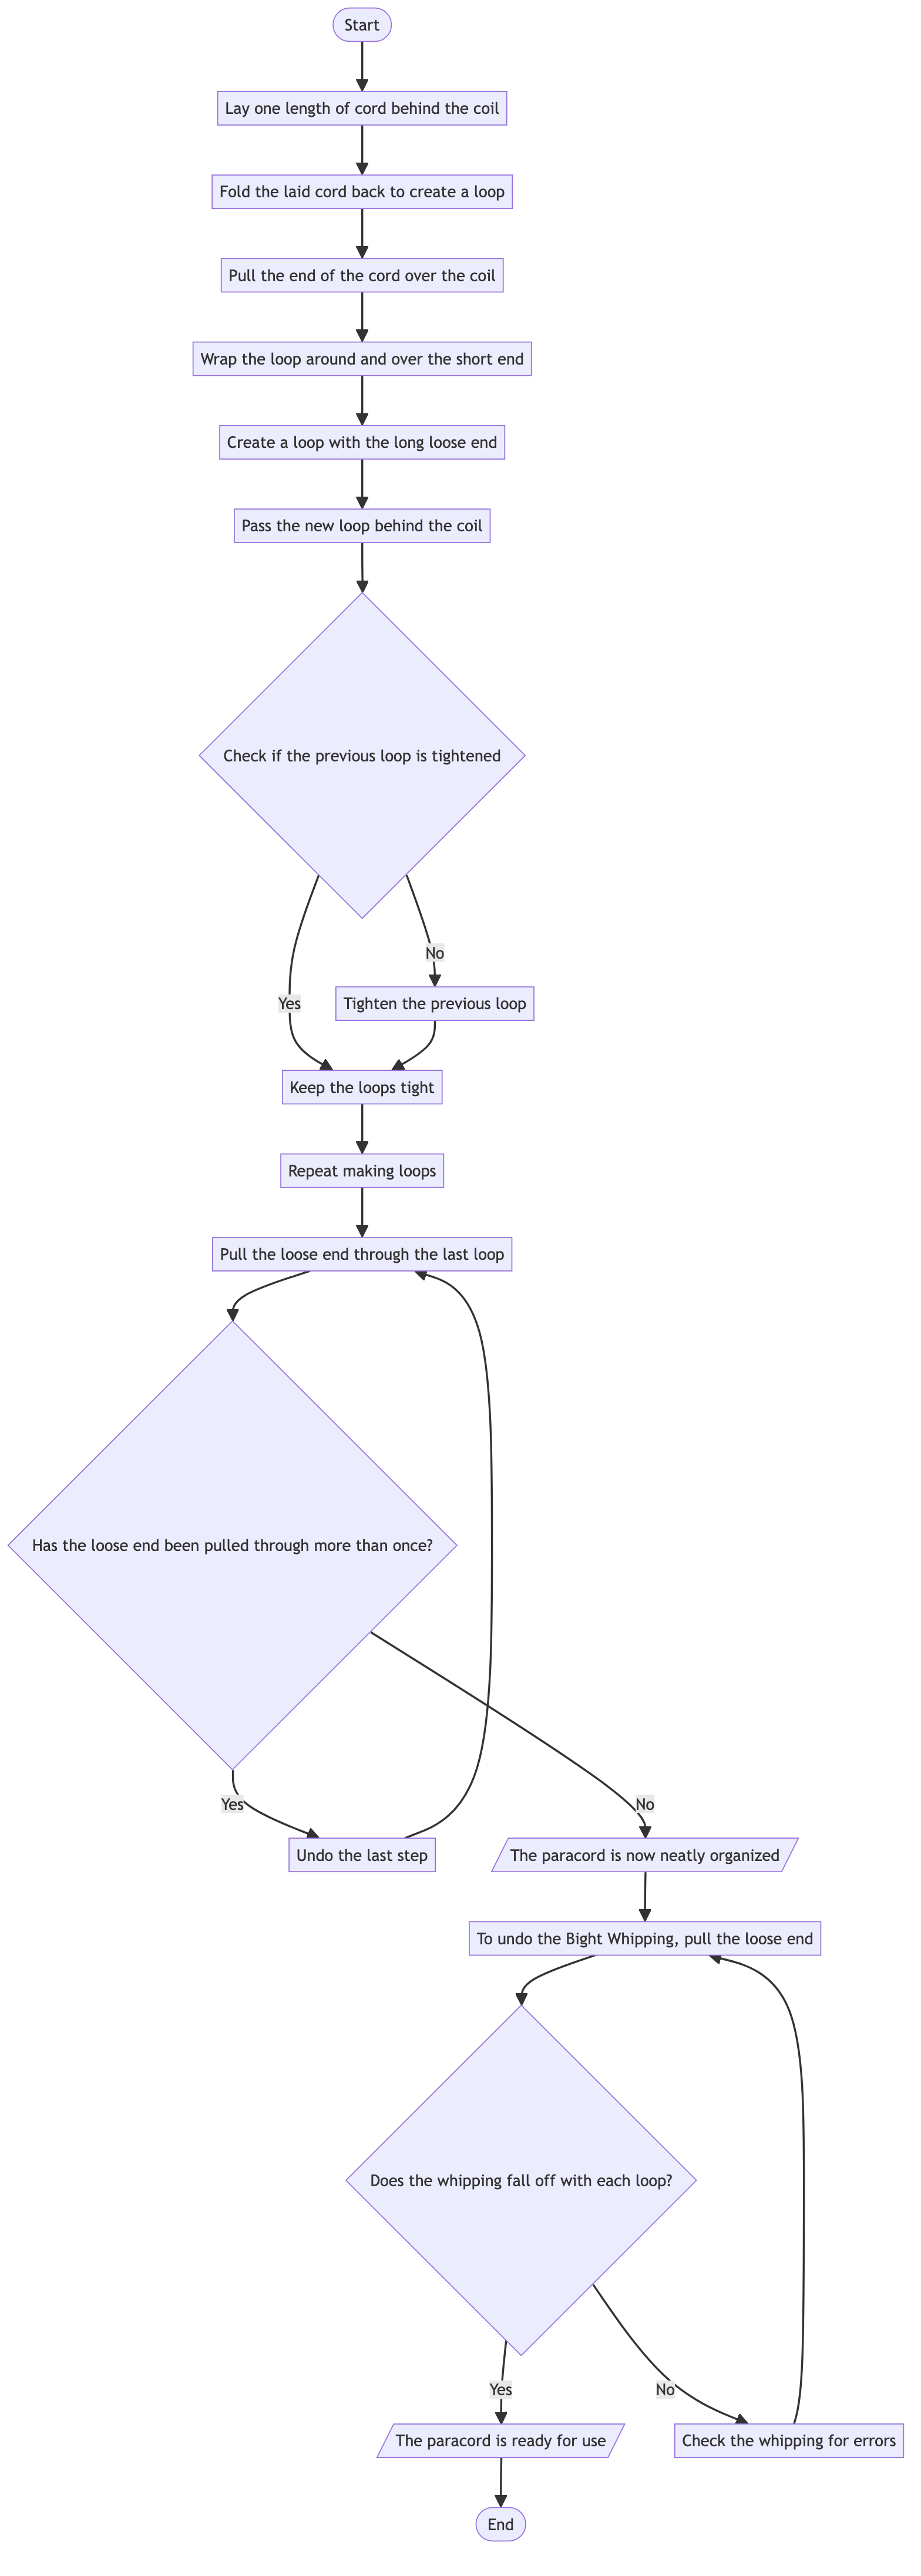 Start
Lay one length of cord behind the coil
Fold the laid cord back to create a loop
Pull the end of the cord over the coil
Wrap the loop around and over the short end
Create a loop with the long loose end
Pass the new loop behind the coil
Check if the previous loop is tightened
No
Yes
Tighten the previous loop
Keep the loops tight
Repeat making loops
Pull the loose end through the last loop
Has the loose end been pulled through more than once?
Yes
No
Undo the last step
The paracord is now neatly organized
To undo the Bight Whipping, pull the loose end
Does the whipping fall off with each loop?
Yes
No
The paracord is ready for use
Check the whipping for errors
End